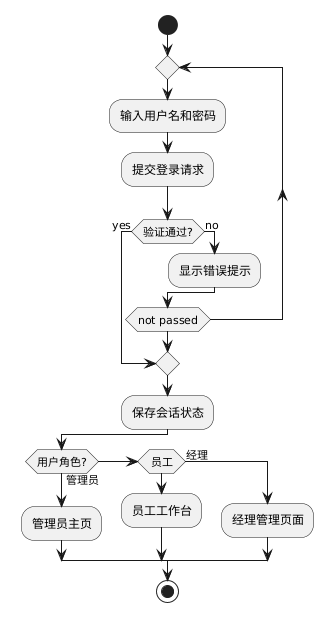 输入用户名和密码
提交登录请求
yes
验证通过?
no
显示错误提示
not passed
保存会话状态
用户角色?
员工
经理
管理员
管理员主页
员工工作台
经理管理页面